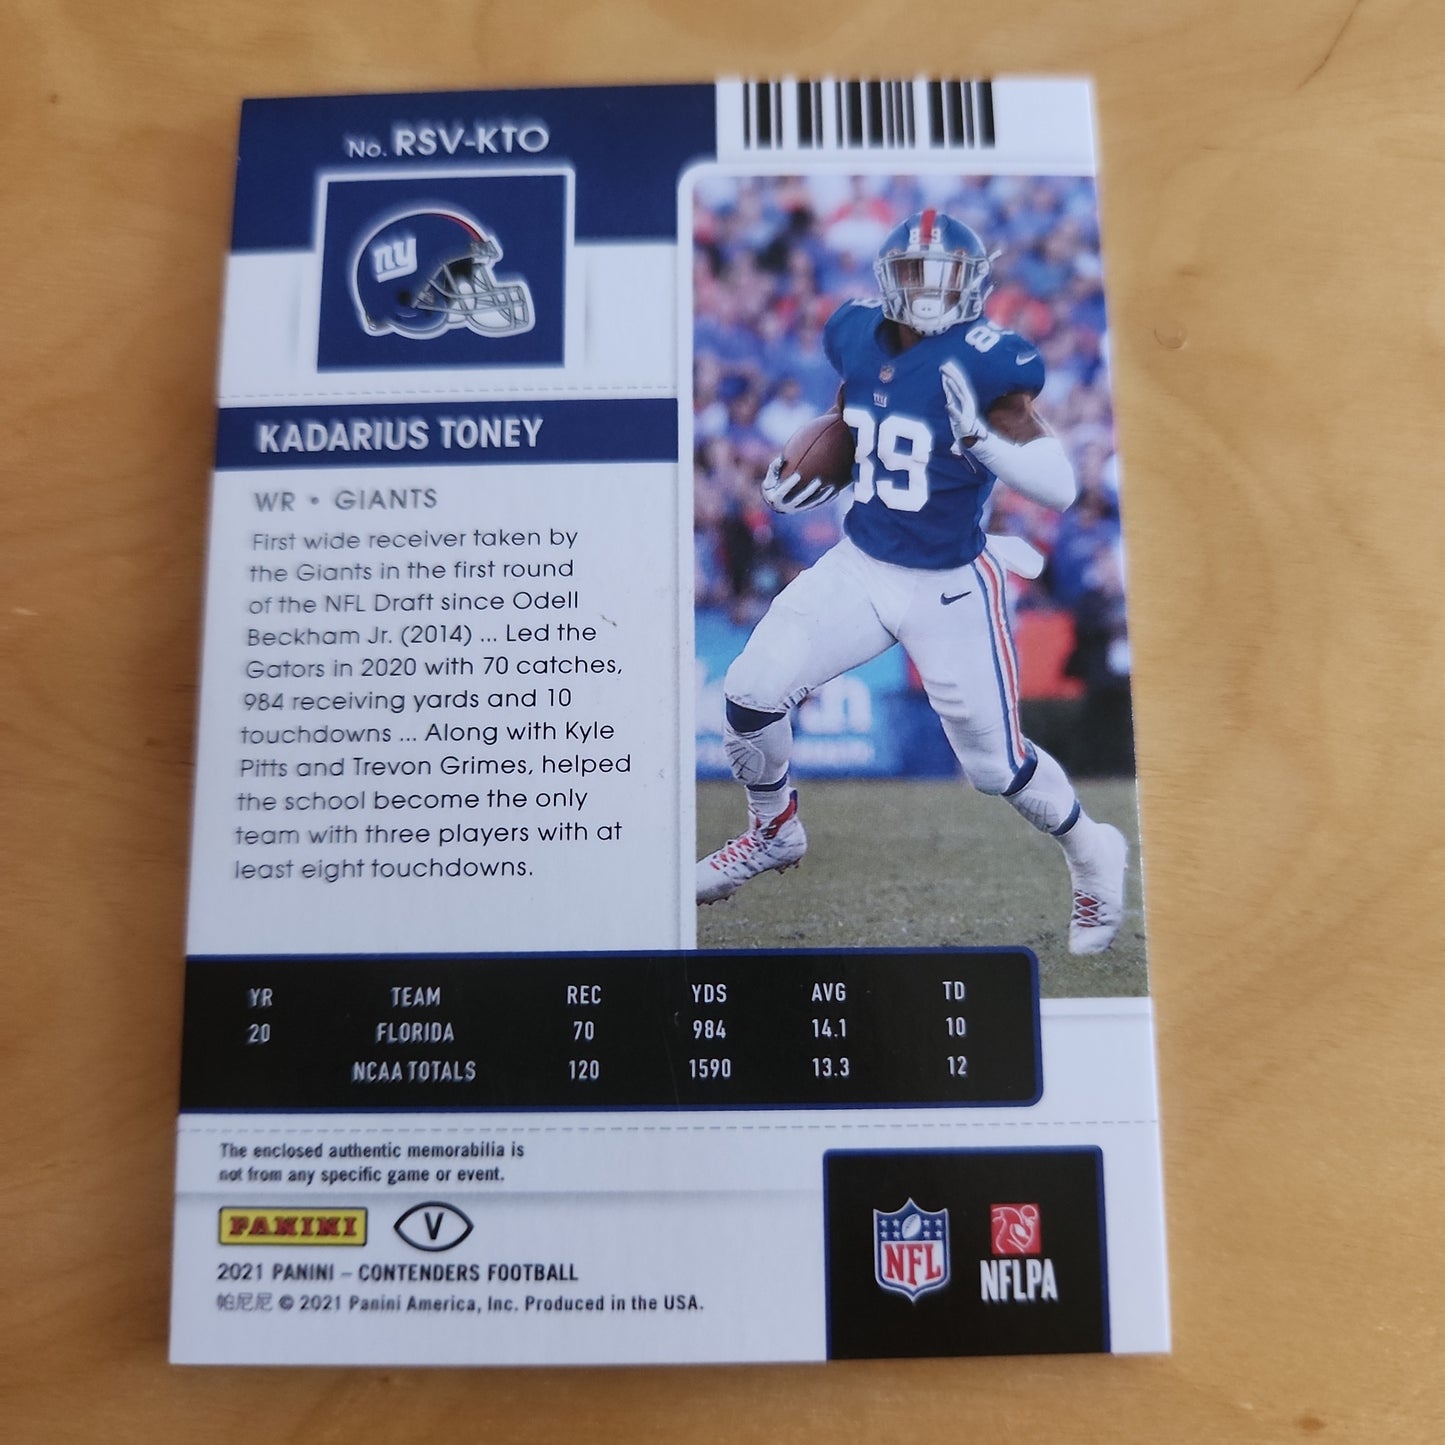 No. RSV-KTO
ny
KADARIUS TONEY
WR • GIANTS
First wide receiver taken by
the Giants in the first round
of the NFL Draft since Odell
Beckham Jr. (2014) ... Led the
Gators in 2020 with 70 catches,
984 receiving yards and 10
touchdowns ... Along with Kyle
Pitts and Trevon Grimes, helped
the school become the only
team with three players with at
least eight touchdowns.
89
89
89
YR TEAM REC YDS AVG TD
20 FLORIDA 70 984 14.1 10
NCAA TOTALS 120 1590 13.3 12
The enclosed authentic memorabilia is
not from any specific game or event.
PANINI V
2021 PANINI – CONTENDERS FOOTBALL
帕尼尼 © 2021 Panini America, Inc. Produced in the USA.
NFL
NFLPA